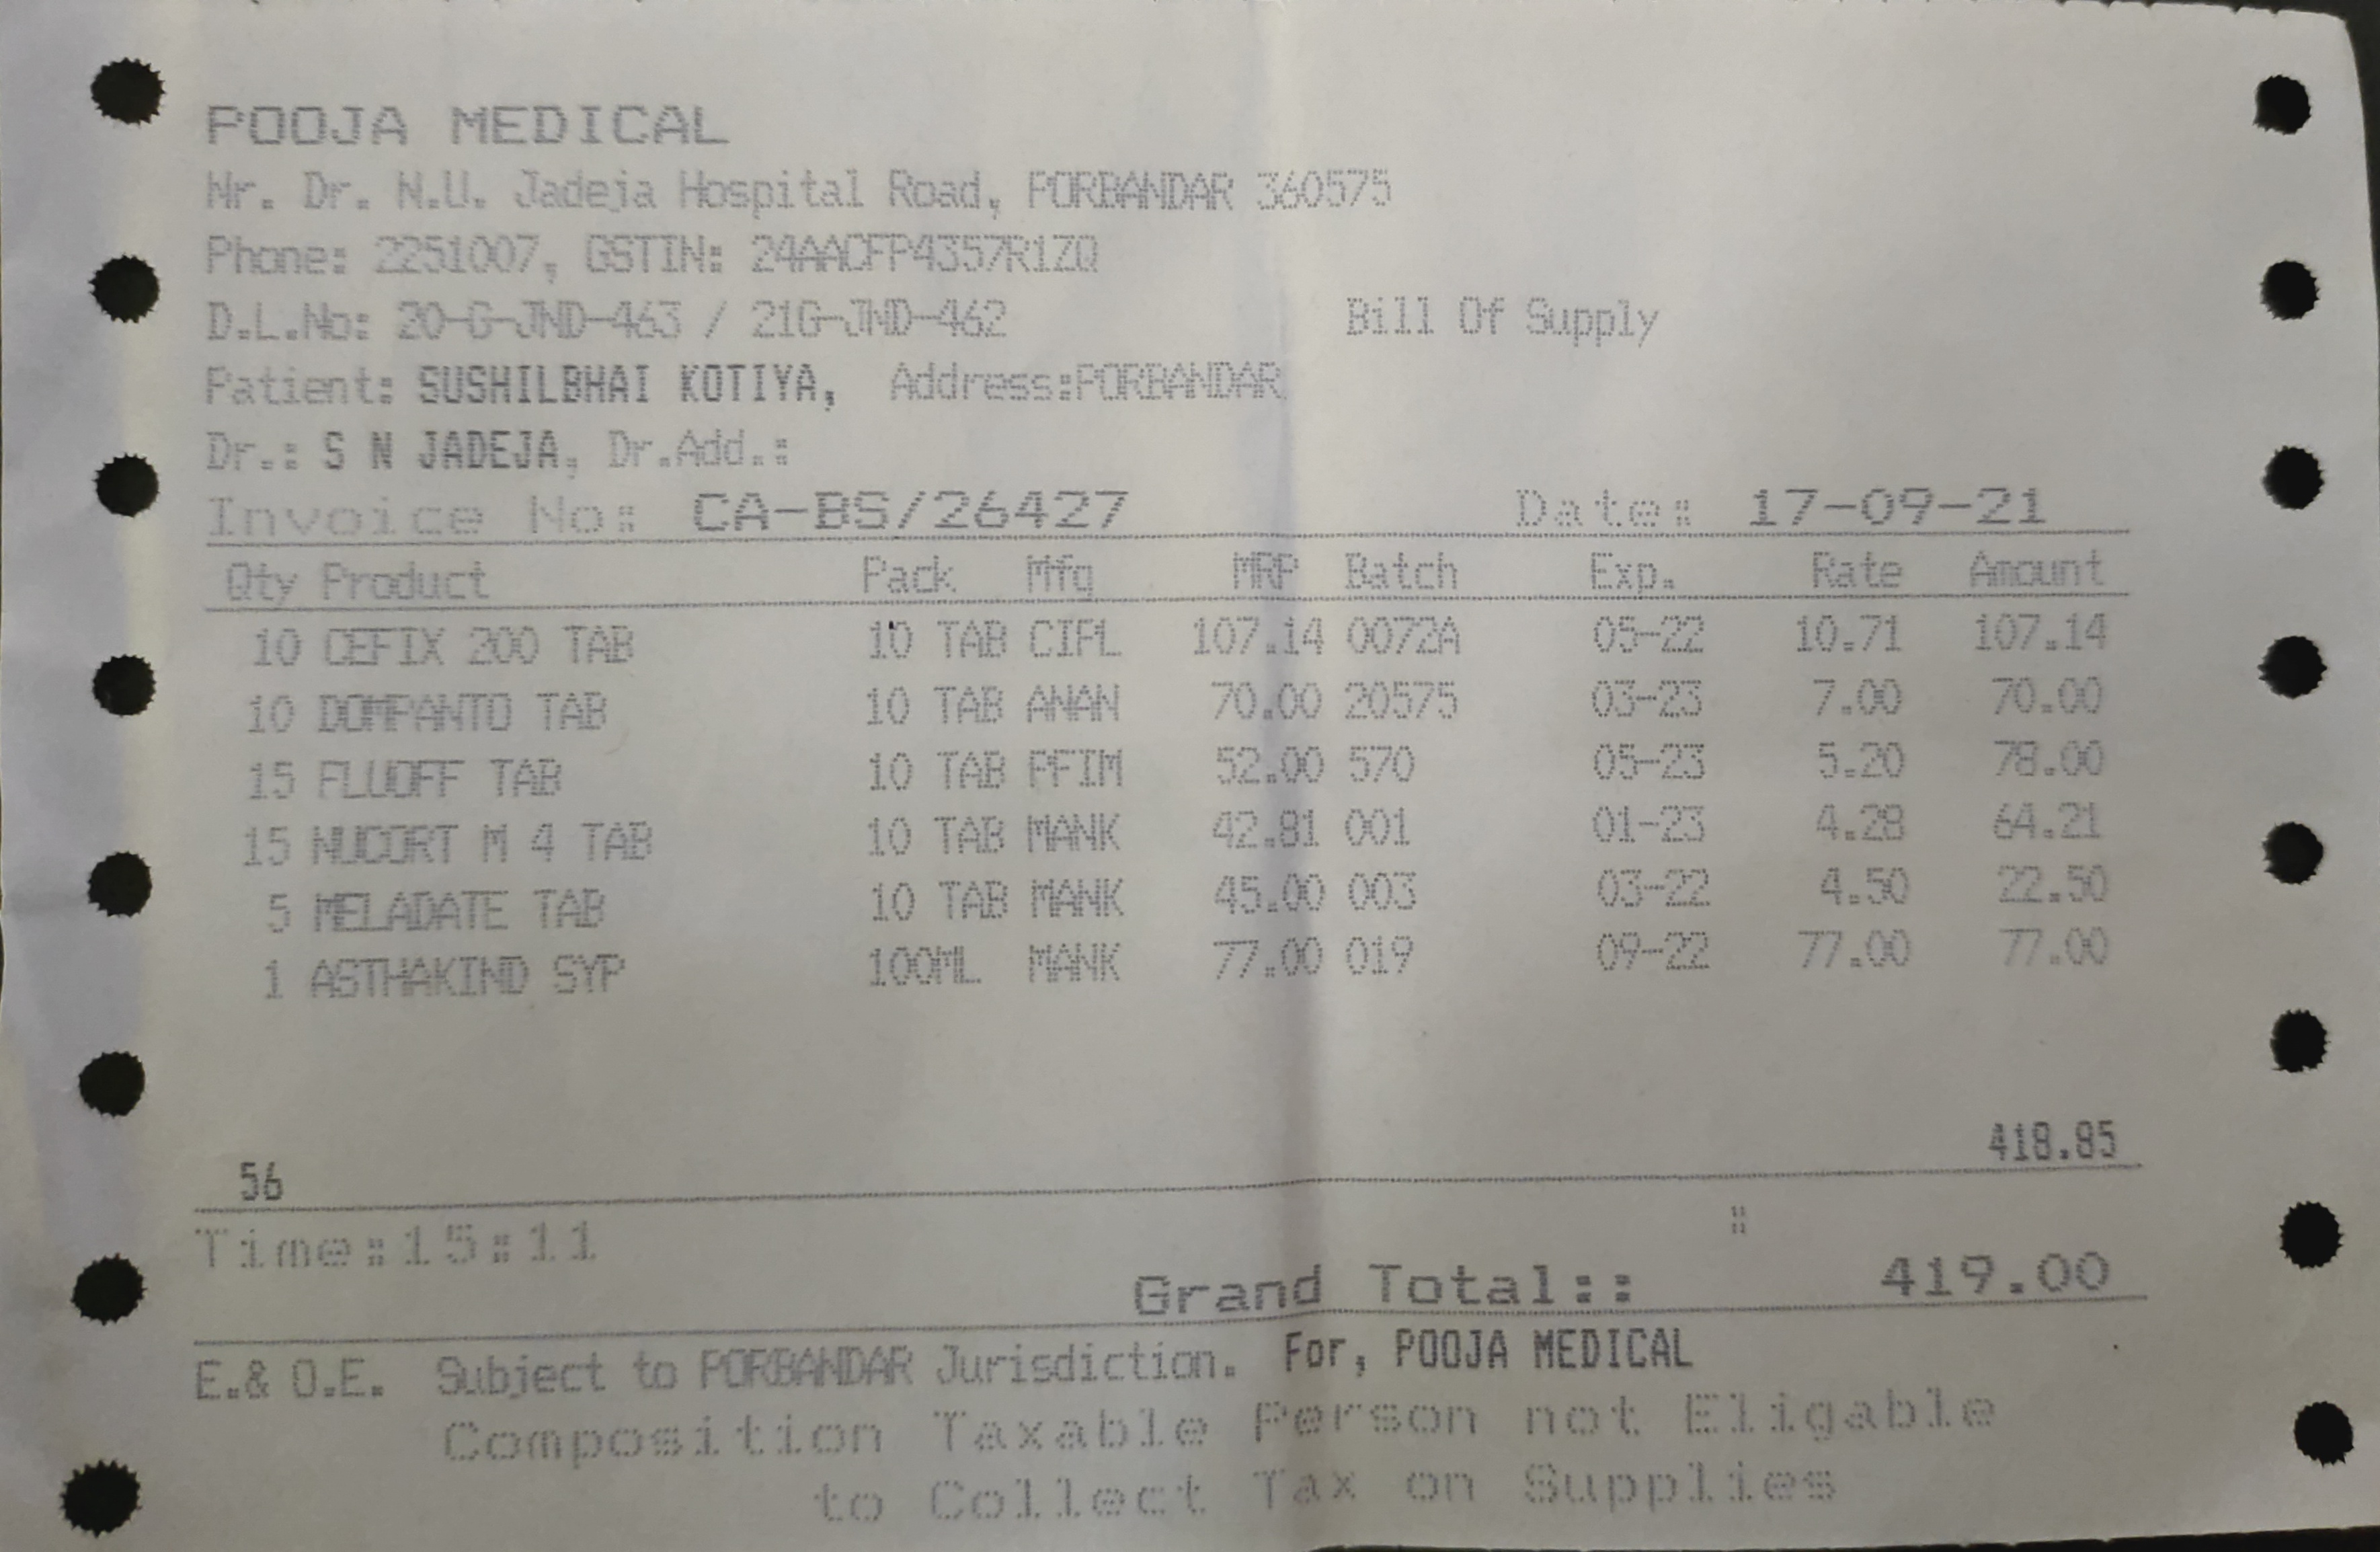 POOJA MEDICAL
Nr. Dr. N.U. Jadeja Hospital Road, PORBANDAR 360575
Phone: 2251007, GSTIN: 24AACFP4357R1ZQ
D.L.No: 20-G-JND-463 / 21G-JND-462 Bill Of Supply
Patient: SUSHILBHAI KOTIYA, Address:PORBANDAR
Dr.: S N JADEJA, Dr.Add.:
Invoice No: CA-BS/26427 Date: 17-09-21
Qty Product Pack Mfg MRP Batch Exp. Rate Amount
10 CEFIX 200 TAB 10 TAB CIPL 107.14 0072A 05-22 10.71 107.14
10 DOMPANTO TAB 10 TAB ANAN 70.00 20575 03-23 7.00 70.00
15 FLUOFF TAB 10 TAB PFIM 52.00 570 05-23 5.20 78.00
15 NUCORT M 4 TAB 10 TAB MANK 42.81 001 01-23 4.28 64.21
5 MELADATE TAB 10 TAB MANK 45.00 003 03-22 4.50 22.50
1 ASTHAKIND SYP 100ML MANK 77.00 019 09-22 77.00 77.00
56 418.85
Time:15:11 :
Grand Total:: 419.00
E.& O.E. Subject to PORBANDAR Jurisdiction. For, POOJA MEDICAL
Composition Taxable Person not Eligable
to Collect Tax on Supplies